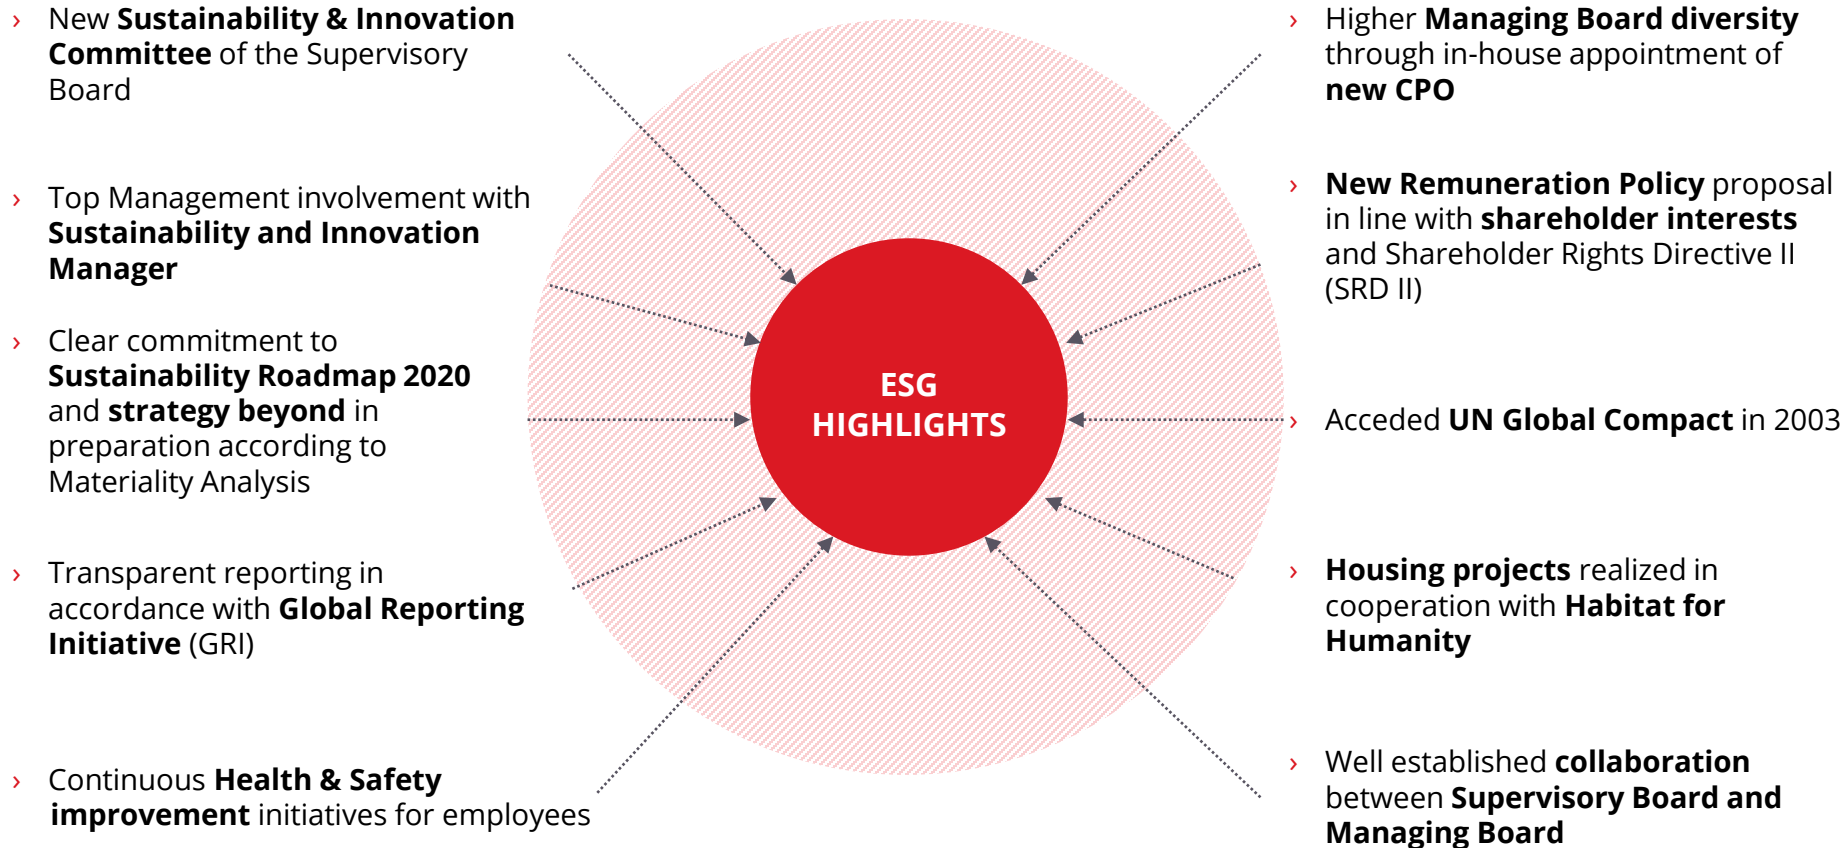 › New Sustainability & Innovation
Committee of the Supervisory
Board
› Top Management involvement with
Sustainability and Innovation
Manager
› Clear commitment to
Sustainability Roadmap 2020
and strategy beyond in
preparation according to
Materiality Analysis
› Transparent reporting in
accordance with Global Reporting
Initiative (GRI)
› Continuous Health & Safety
improvement initiatives for employees
ESG
HIGHLIGHTS
› Higher Managing Board diversity
through in-house appointment of
new CPO
› New Remuneration Policy proposal
in line with shareholder interests
and Shareholder Rights Directive II
(SRD II)
› Acceded UN Global Compact in 2003
› Housing projects realized in
cooperation with Habitat for
Humanity
› Well established collaboration
between Supervisory Board and
Managing Board